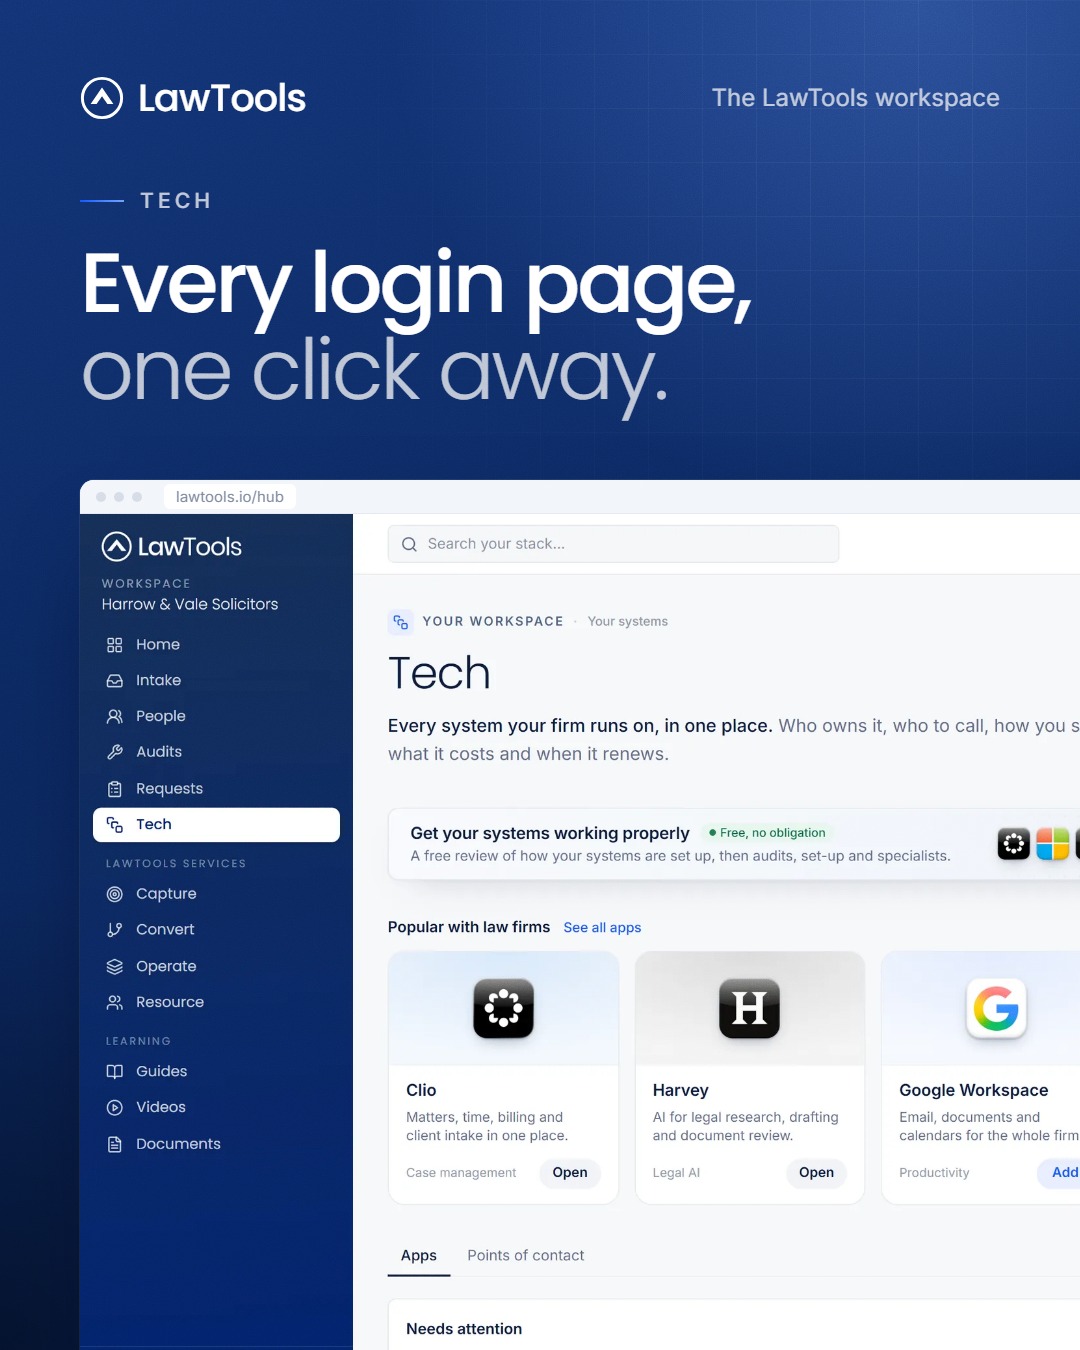 LawTools
The LawTools workspace
TECH
Every login page,
one click away.
lawtools.io/hub
LawTools
WORKSPACE
Harrow & Vale Solicitors
Home
Intake
People
Audits
Requests
Tech
LAWTOOLS SERVICES
Capture
Convert
Operate
Resource
LEARNING
Guides
Videos
Documents
Search your stack...
YOUR WORKSPACE · Your systems
Tech
Every system your firm runs on, in one place. Who owns it, who to call, how you s
what it costs and when it renews.
Get your systems working properly
Free, no obligation
A free review of how your systems are set up, then audits, set-up and specialists.
Popular with law firms
See all apps
Clio
Matters, time, billing and
client intake in one place.
Case management
Open
H
Harvey
AI for legal research, drafting
and document review.
Legal AI
Open
G
Google Workspace
Email, documents and
calendars for the whole firm
Productivity
Add
Apps
Points of contact
Needs attention